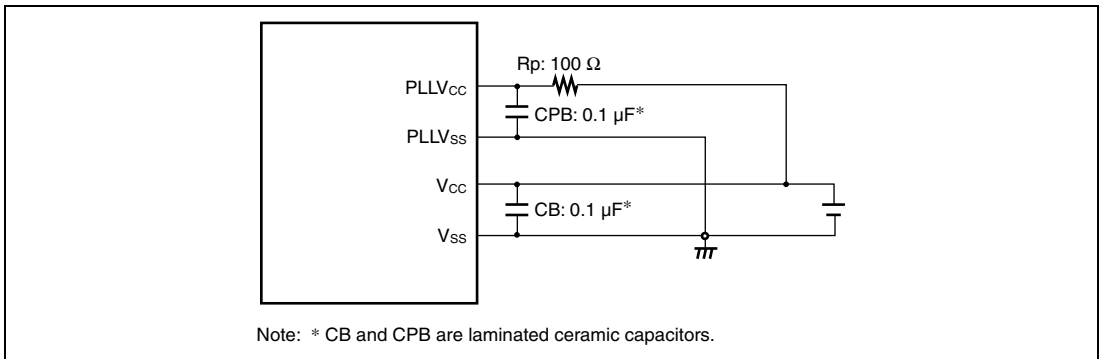 Rp: 100 Ω
PLLVCC
CPB: 0.1 µF*
PLLVSS
VCC
CB: 0.1 µF*
VSS
Note: * CB and CPB are laminated ceramic capacitors.